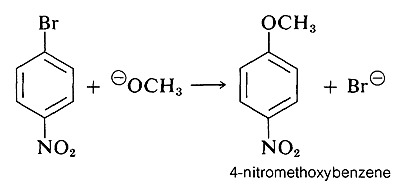 Br
OCH₃
+ ⊖OCH₃ ⟶ + Br⊖
NO₂
NO₂
4-nitromethoxybenzene